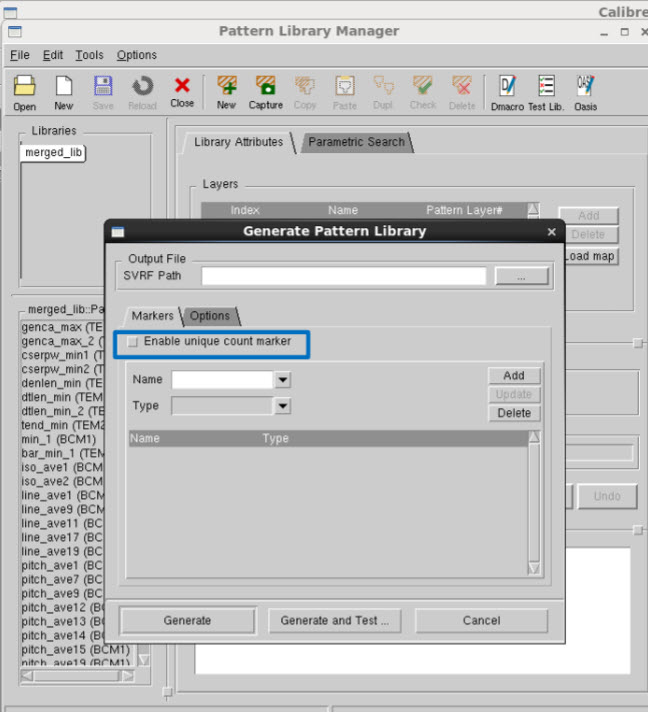 Calibre
Pattern Library Manager
File Edit Tools Options
Open New Save Reload Close New Capture Copy Paste Dupl. Check Delete Dmacro Test Lib. Oasis
Libraries
merged_lib
Library Attributes Parametric Search
Layers
Index Name Pattern Layer#
Add
Delete
Load map
Generate Pattern Library
Output File
SVRF Path ...
Markers Options
Enable unique count marker
Name
Type
Add
Update
Delete
Name Type
Generate Generate and Test ... Cancel
Undo
merged_lib::Pa
genca_max (TE
genca_max_2 (T
cserpw_min1 (T
cserpw_min2 (T
denlen_min (TEM
dtlen_min (TEM
dtlen_min_2 (TE
tend_min (TEM2
min_1 (BCM1)
bar_min_1 (TEM
iso_ave1 (BCM
iso_ave2 (BCM
line_ave1 (BCM
line_ave9 (BCM
line_ave11 (BC
line_ave17 (BC
line_ave19 (BC
pitch_ave1 (BC
pitch_ave7 (BC
pitch_ave9 (BC
pitch_ave12 (B
pitch_ave13 (B
pitch_ave14 (B
pitch_ave15 (BCM1)
pitch_ave19 (BCM1)